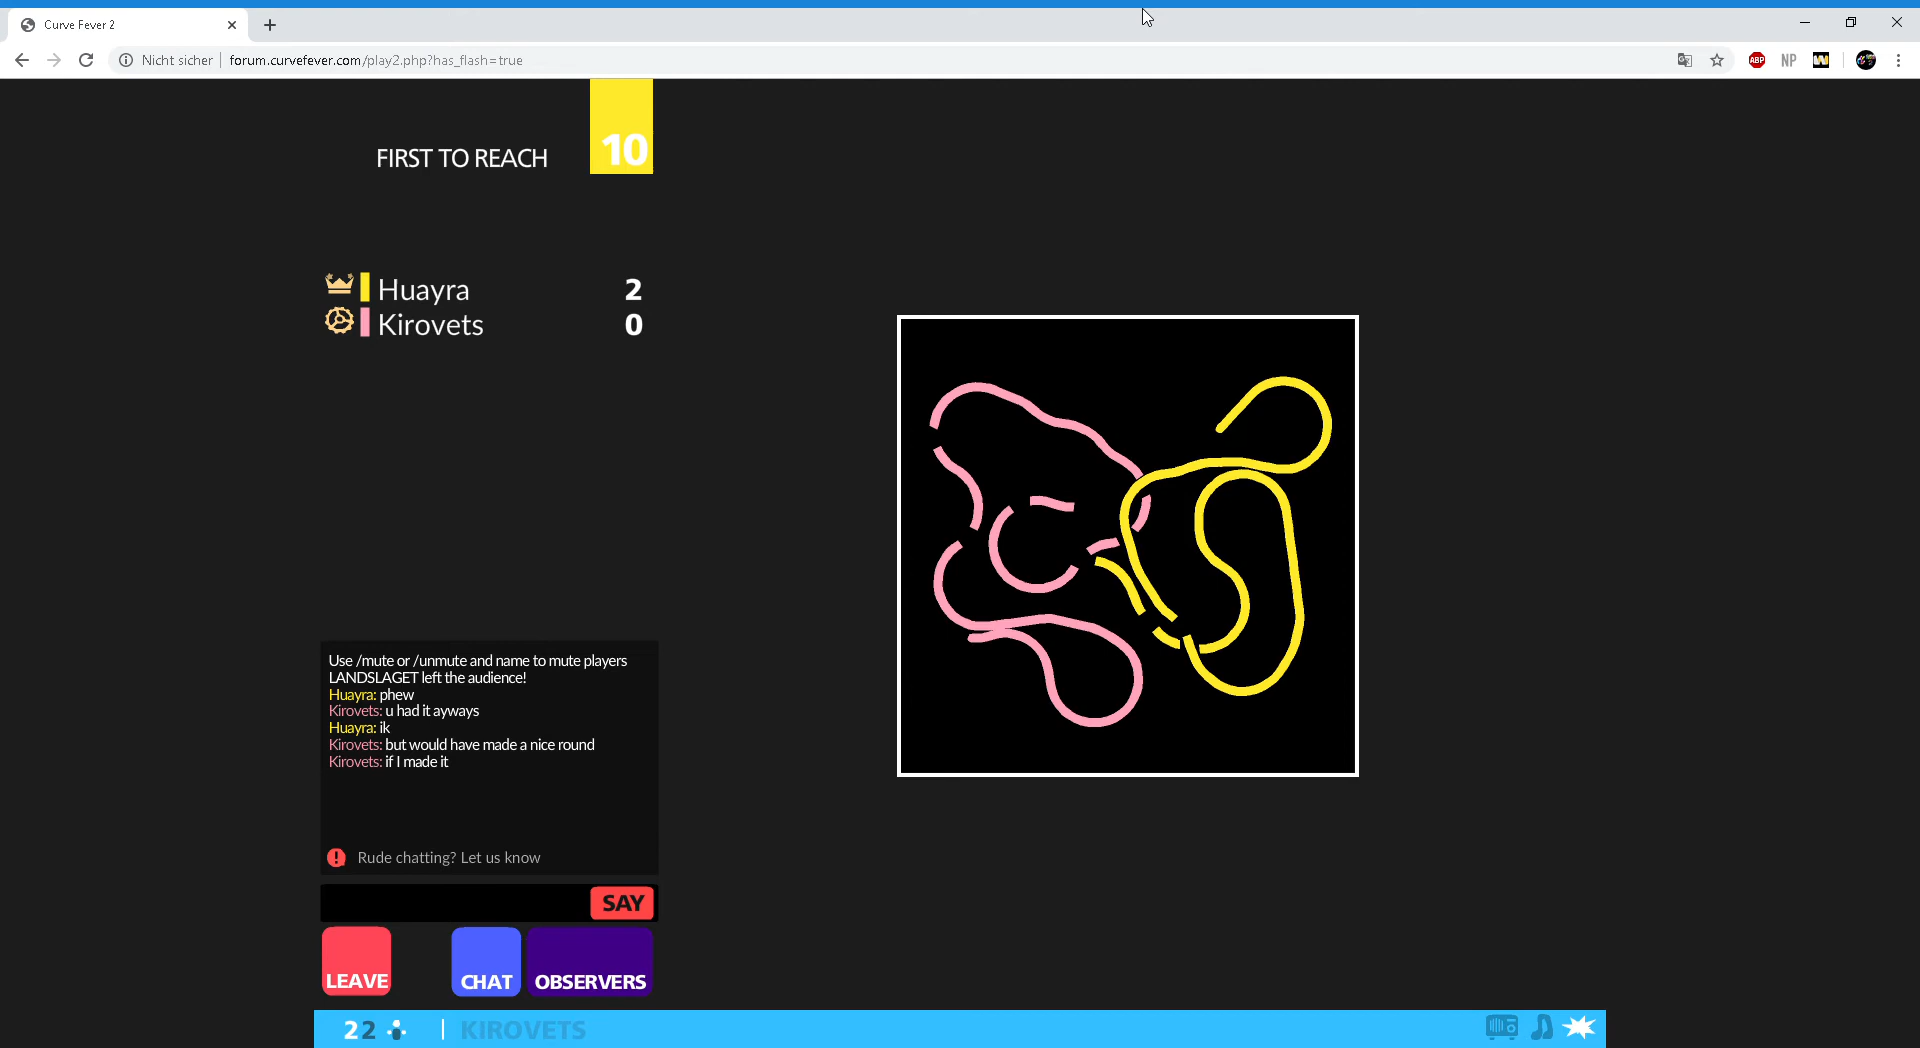 Curve Fever 2
Nicht sicher
forum.curvefever.com/play2.php?has_flash=true
ABP
NP
W
FIRST TO REACH 10
Huayra 2
Kirovets 0
Use /mute or /unmute and name to mute players
LANDSLAGET left the audience!
Huayra: phew
Kirovets: u had it ayways
Huayra: ik
Kirovets: but would have made a nice round
Kirovets: if I made it
! Rude chatting? Let us know
SAY
LEAVE
CHAT
OBSERVERS
22
KIROVETS